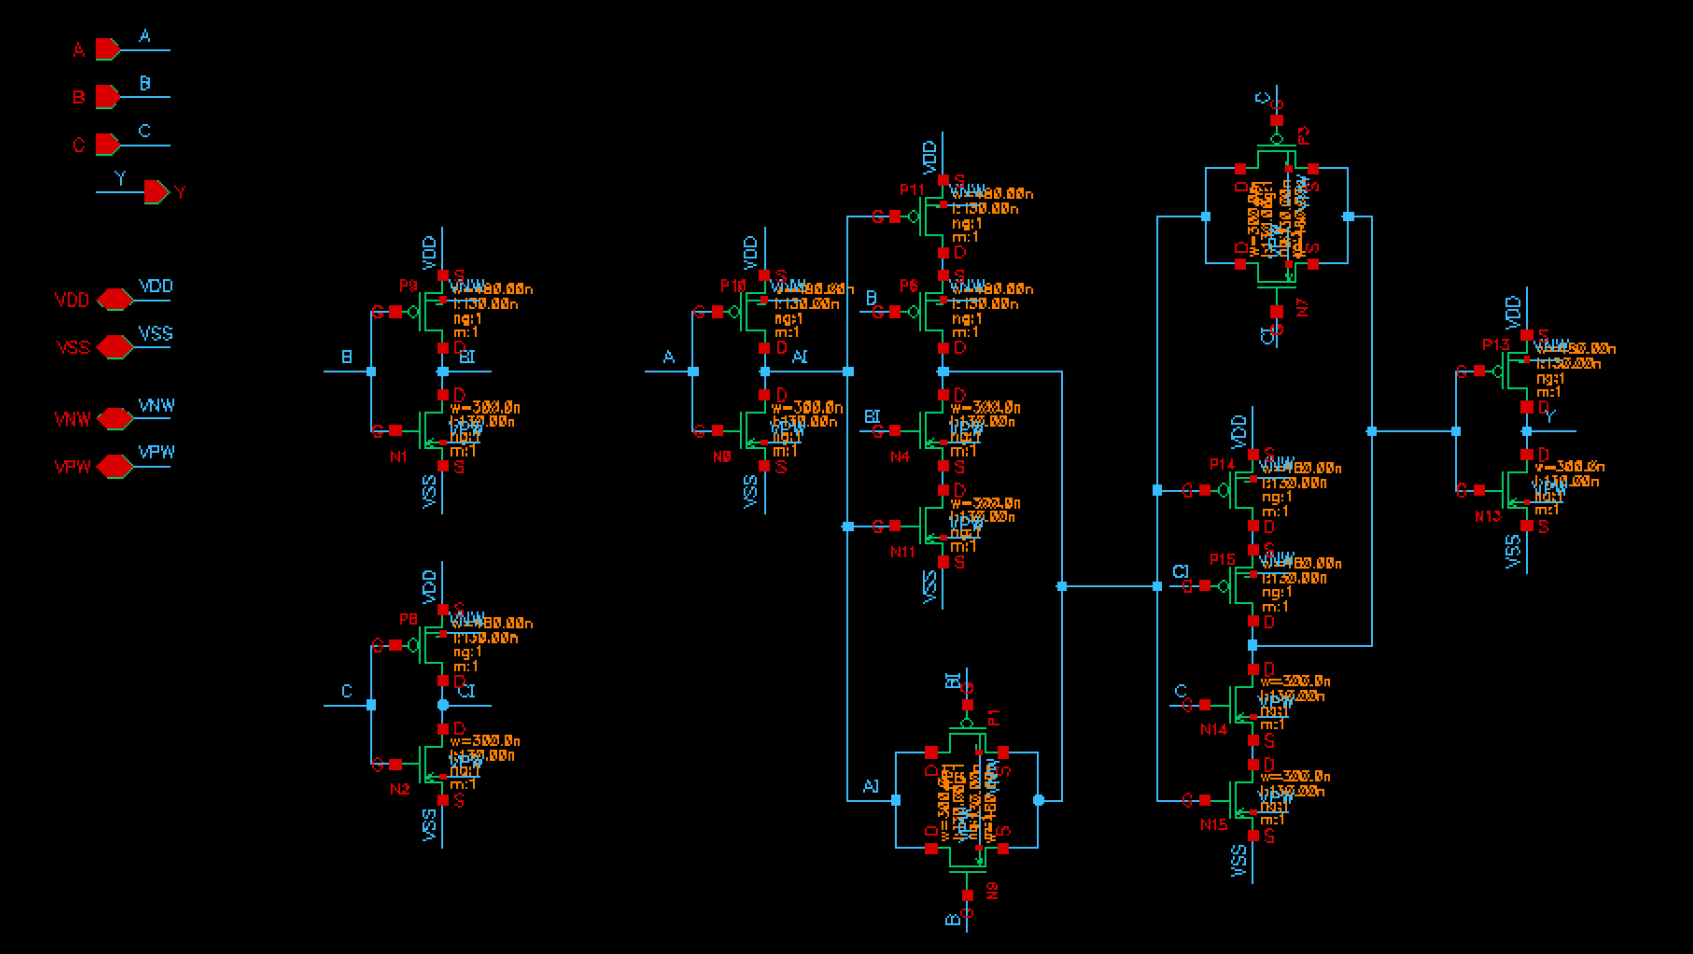 A A
B B
C C
Y Y
VDD VDD
VSS VSS
VNW VNW
VPW VPW
VDD
P9
S
VNW
w=480.00n
l:130.00n
ng:1
m:1
G
D
B
BI
D
w=300.0n
l:130.00n
VPW
ng:1
m:1
G
N1
S
VSS
VDD
P8
S
VNW
w=480.00n
l:130.00n
ng:1
m:1
G
D
C
CI
D
w=300.0n
l:130.00n
VPW
ng:1
m:1
G
N2
S
VSS
VDD
P10
S
VNW
w=480.00n
l:130.00n
ng:1
m:1
G
D
A
AI
D
w=300.0n
l:130.00n
VPW
ng:1
m:1
G
N0
S
VSS
VDD
P11
S
VNW
w=480.00n
l:130.00n
ng:1
m:1
G
D
S
P6
VNW
w=480.00n
l:130.00n
ng:1
m:1
B
G
D
D
w=300.0n
l:130.00n
VPW
ng:1
m:1
BI
G
N4
S
D
w=300.0n
l:130.00n
VPW
ng:1
m:1
G
N11
S
VSS
BI
G
P1
D
S
AI
w=300.0n
VPW
D
S
N9
G
B
C
G
P3
D
S
w=300.0n
D
S
N7
G
CI
VDD
P14
S
VNW
w=480.00n
l:130.00n
ng:1
m:1
G
D
S
P15
VNW
w=480.00n
l:130.00n
ng:1
m:1
CI
G
D
D
w=300.0n
l:130.00n
VPW
ng:1
m:1
C
G
N14
S
D
w=300.0n
l:130.00n
VPW
ng:1
m:1
G
N15
S
VSS
VDD
P13
S
VNW
w=480.00n
l:130.00n
ng:1
m:1
G
D
Y
D
w=300.0n
l:130.00n
VPW
ng:1
m:1
G
N13
S
VSS